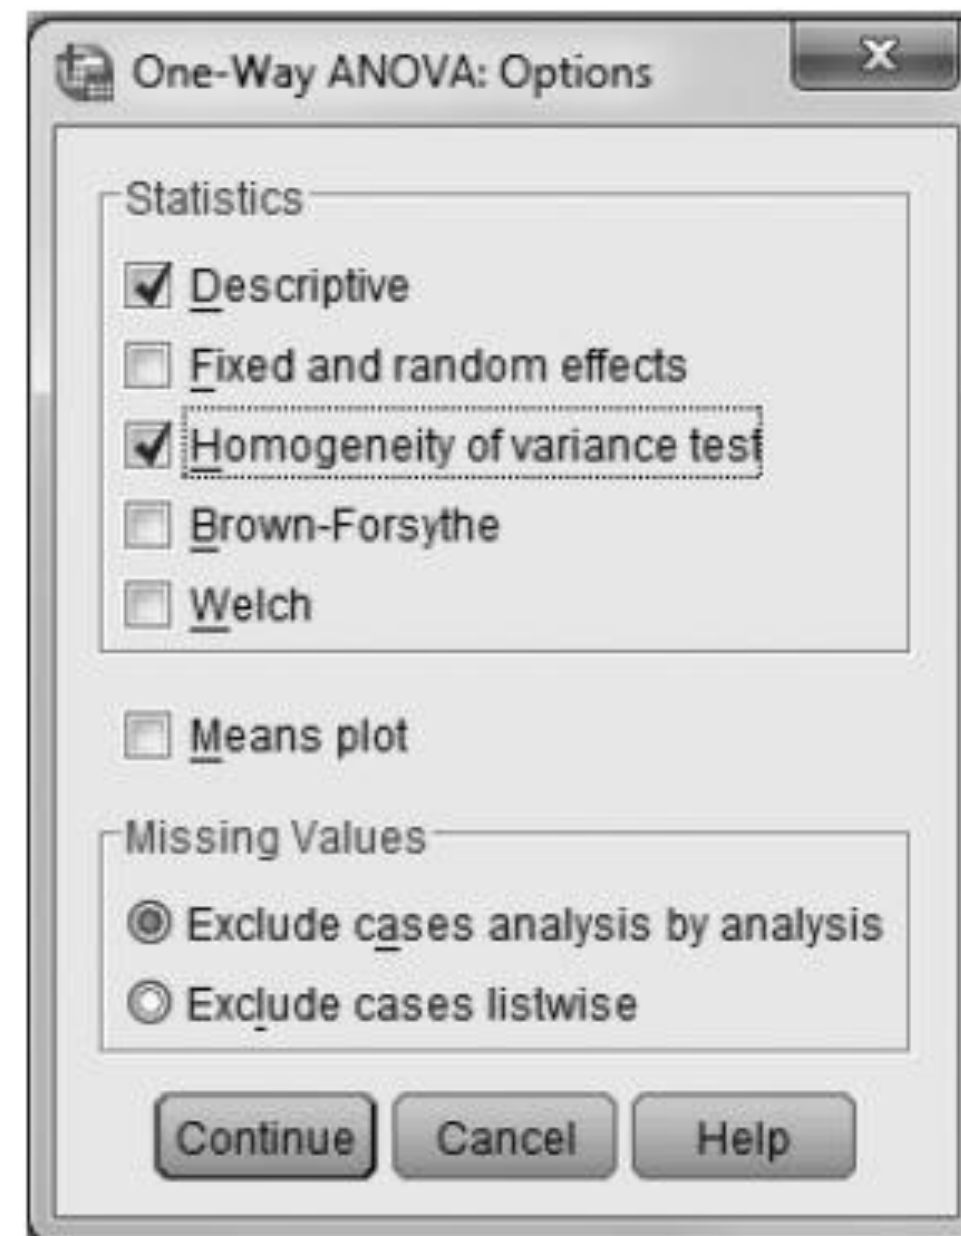 One-Way ANOVA: Options
Statistics
Descriptive
Fixed and random effects
Homogeneity of variance test
Brown-Forsythe
Welch
Means plot
Missing Values
Exclude cases analysis by analysis
Exclude cases listwise
Continue Cancel Help